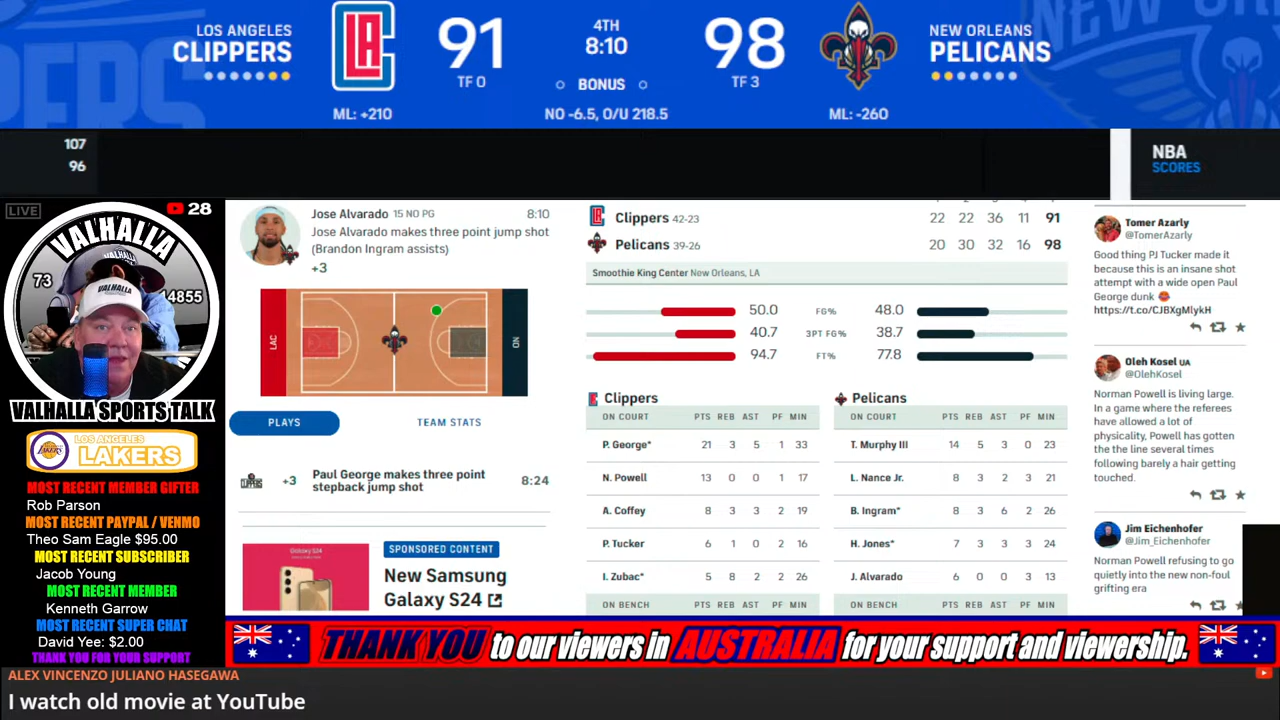 LOS ANGELES
CLIPPERS
91
TF 0
ML: +210
4TH
8:10
BONUS
NO -6.5, O/U 218.5
98
TF 3
ML: -260
NEW ORLEANS
PELICANS
107
96
NBA
SCORES
LIVE
28
VALHALLA
73
14855
VALHALLA
VALHALLA SPORTS TALK
LOS ANGELES
LAKERS
MOST RECENT MEMBER GIFTER
Rob Parson
MOST RECENT PAYPAL / VENMO
Theo Sam Eagle $95.00
MOST RECENT SUBSCRIBER
Jacob Young
MOST RECENT MEMBER
Kenneth Garrow
MOST RECENT SUPER CHAT
David Yee: $2.00
THANK YOU FOR YOUR SUPPORT
Jose Alvarado 15 NO PG 8:10
Jose Alvarado makes three point jump shot
(Brandon Ingram assists)
+3
LAC
NO
PLAYS
TEAM STATS
CLIPPERS
+3 Paul George makes three point 8:24
stepback jump shot
Galaxy S24
SPONSORED CONTENT
New Samsung
Galaxy S24
Clippers 42-23 22 22 36 11 91
Pelicans 39-26 20 30 32 16 98
Smoothie King Center New Orleans, LA
50.0 FG% 48.0
40.7 3PT FG% 38.7
94.7 FT% 77.8
Clippers
ON COURT PTS REB AST PF MIN
P. George* 21 3 5 1 33
N. Powell 13 0 0 1 17
A. Coffey 8 3 3 2 19
P. Tucker 6 1 0 2 16
I. Zubac* 5 8 2 2 26
ON BENCH PTS REB AST PF MIN
Pelicans
ON COURT PTS REB AST PF MIN
T. Murphy III 14 5 3 0 23
L. Nance Jr. 8 3 2 3 21
B. Ingram* 8 3 6 2 26
H. Jones* 7 3 3 3 24
J. Alvarado 6 0 0 3 13
ON BENCH PTS REB AST PF MIN
Tomer Azarly
@TomerAzarly
Good thing PJ Tucker made it
because this is an insane shot
attempt with a wide open Paul
George dunk
https://t.co/CJBXgMlykH
Oleh Kosel UA
@OlehKosel
Norman Powell is living large.
In a game where the referees
have allowed a lot of
physicality, Powell has gotten
the the line several times
following barely a hair getting
touched.
Jim Eichenhofer
@Jim_Eichenhofer
Norman Powell refusing to go
quietly into the new non-foul
grifting era
THANK YOU to our viewers in AUSTRALIA for your support and viewership.
ALEX VINCENZO JULIANO HASEGAWA
I watch old movie at YouTube